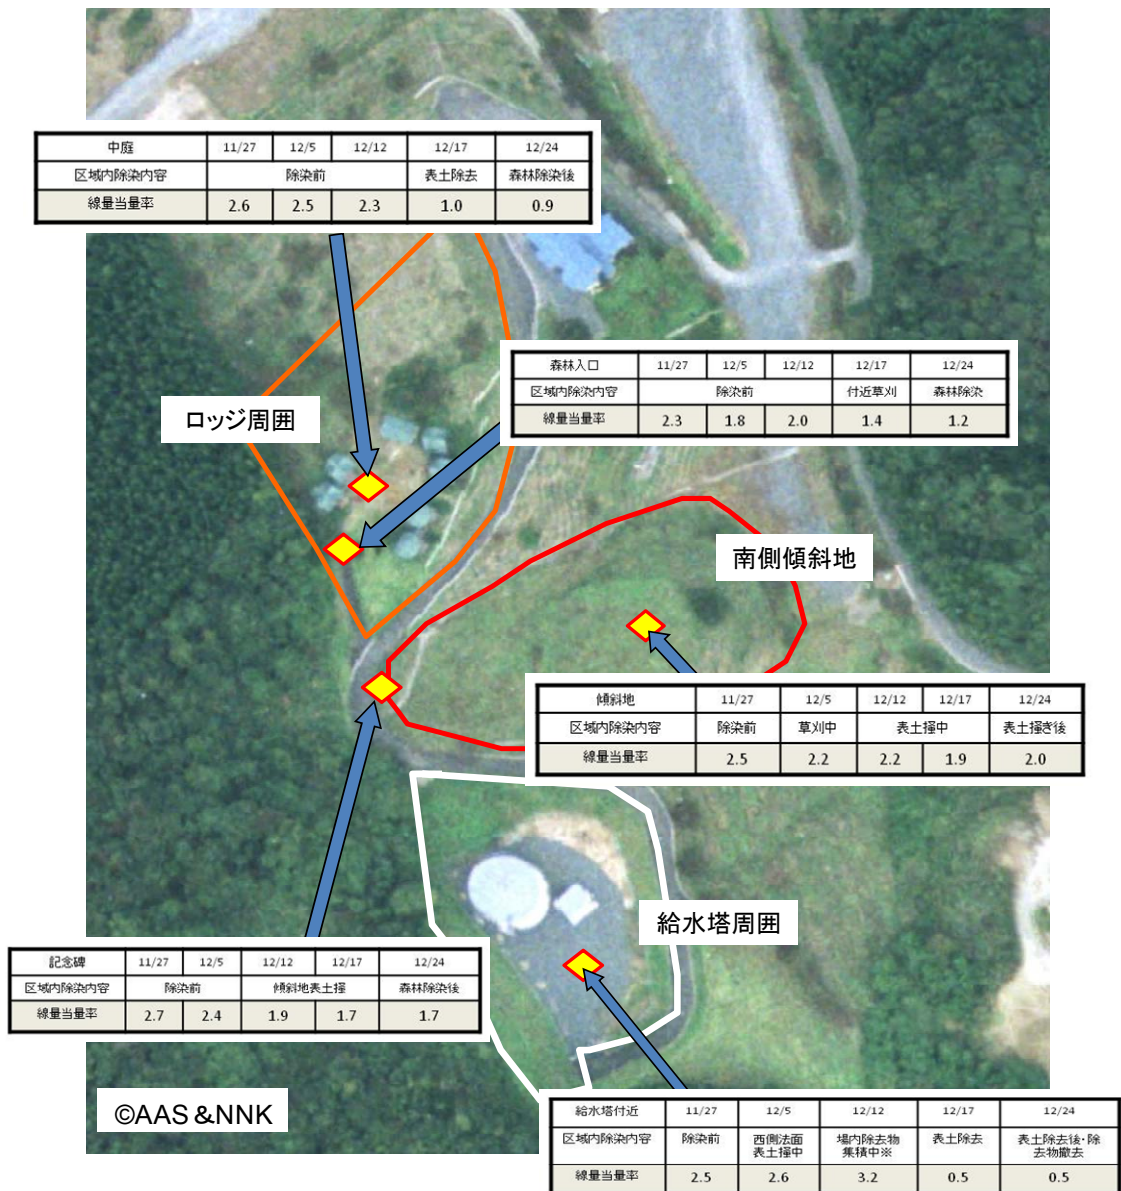 中庭 11/27 12/5 12/12 12/17 12/24
区域内除染内容 除染前 表土除去 森林除染後
線量当量率 2.6 2.5 2.3 1.0 0.9
森林入口 11/27 12/5 12/12 12/17 12/24
区域内除染内容 除染前 付近草刈 森林除染
線量当量率 2.3 1.8 2.0 1.4 1.2
ロッジ周囲
南側傾斜地
傾斜地 11/27 12/5 12/12 12/17 12/24
区域内除染内容 除染前 草刈中 表土掻中 表土掻き後
線量当量率 2.5 2.2 2.2 1.9 2.0
給水塔周囲
記念碑 11/27 12/5 12/12 12/17 12/24
区域内除染内容 除染前 傾斜地表土掻 森林除染後
線量当量率 2.7 2.4 1.9 1.7 1.7
©AAS &NNK
給水塔付近 11/27 12/5 12/12 12/17 12/24
区域内除染内容 除染前 西側法面 場内除去物 表土除去 表土除去後・除
表土掻中 集積中※ 去物撤去
線量当量率 2.5 2.6 3.2 0.5 0.5